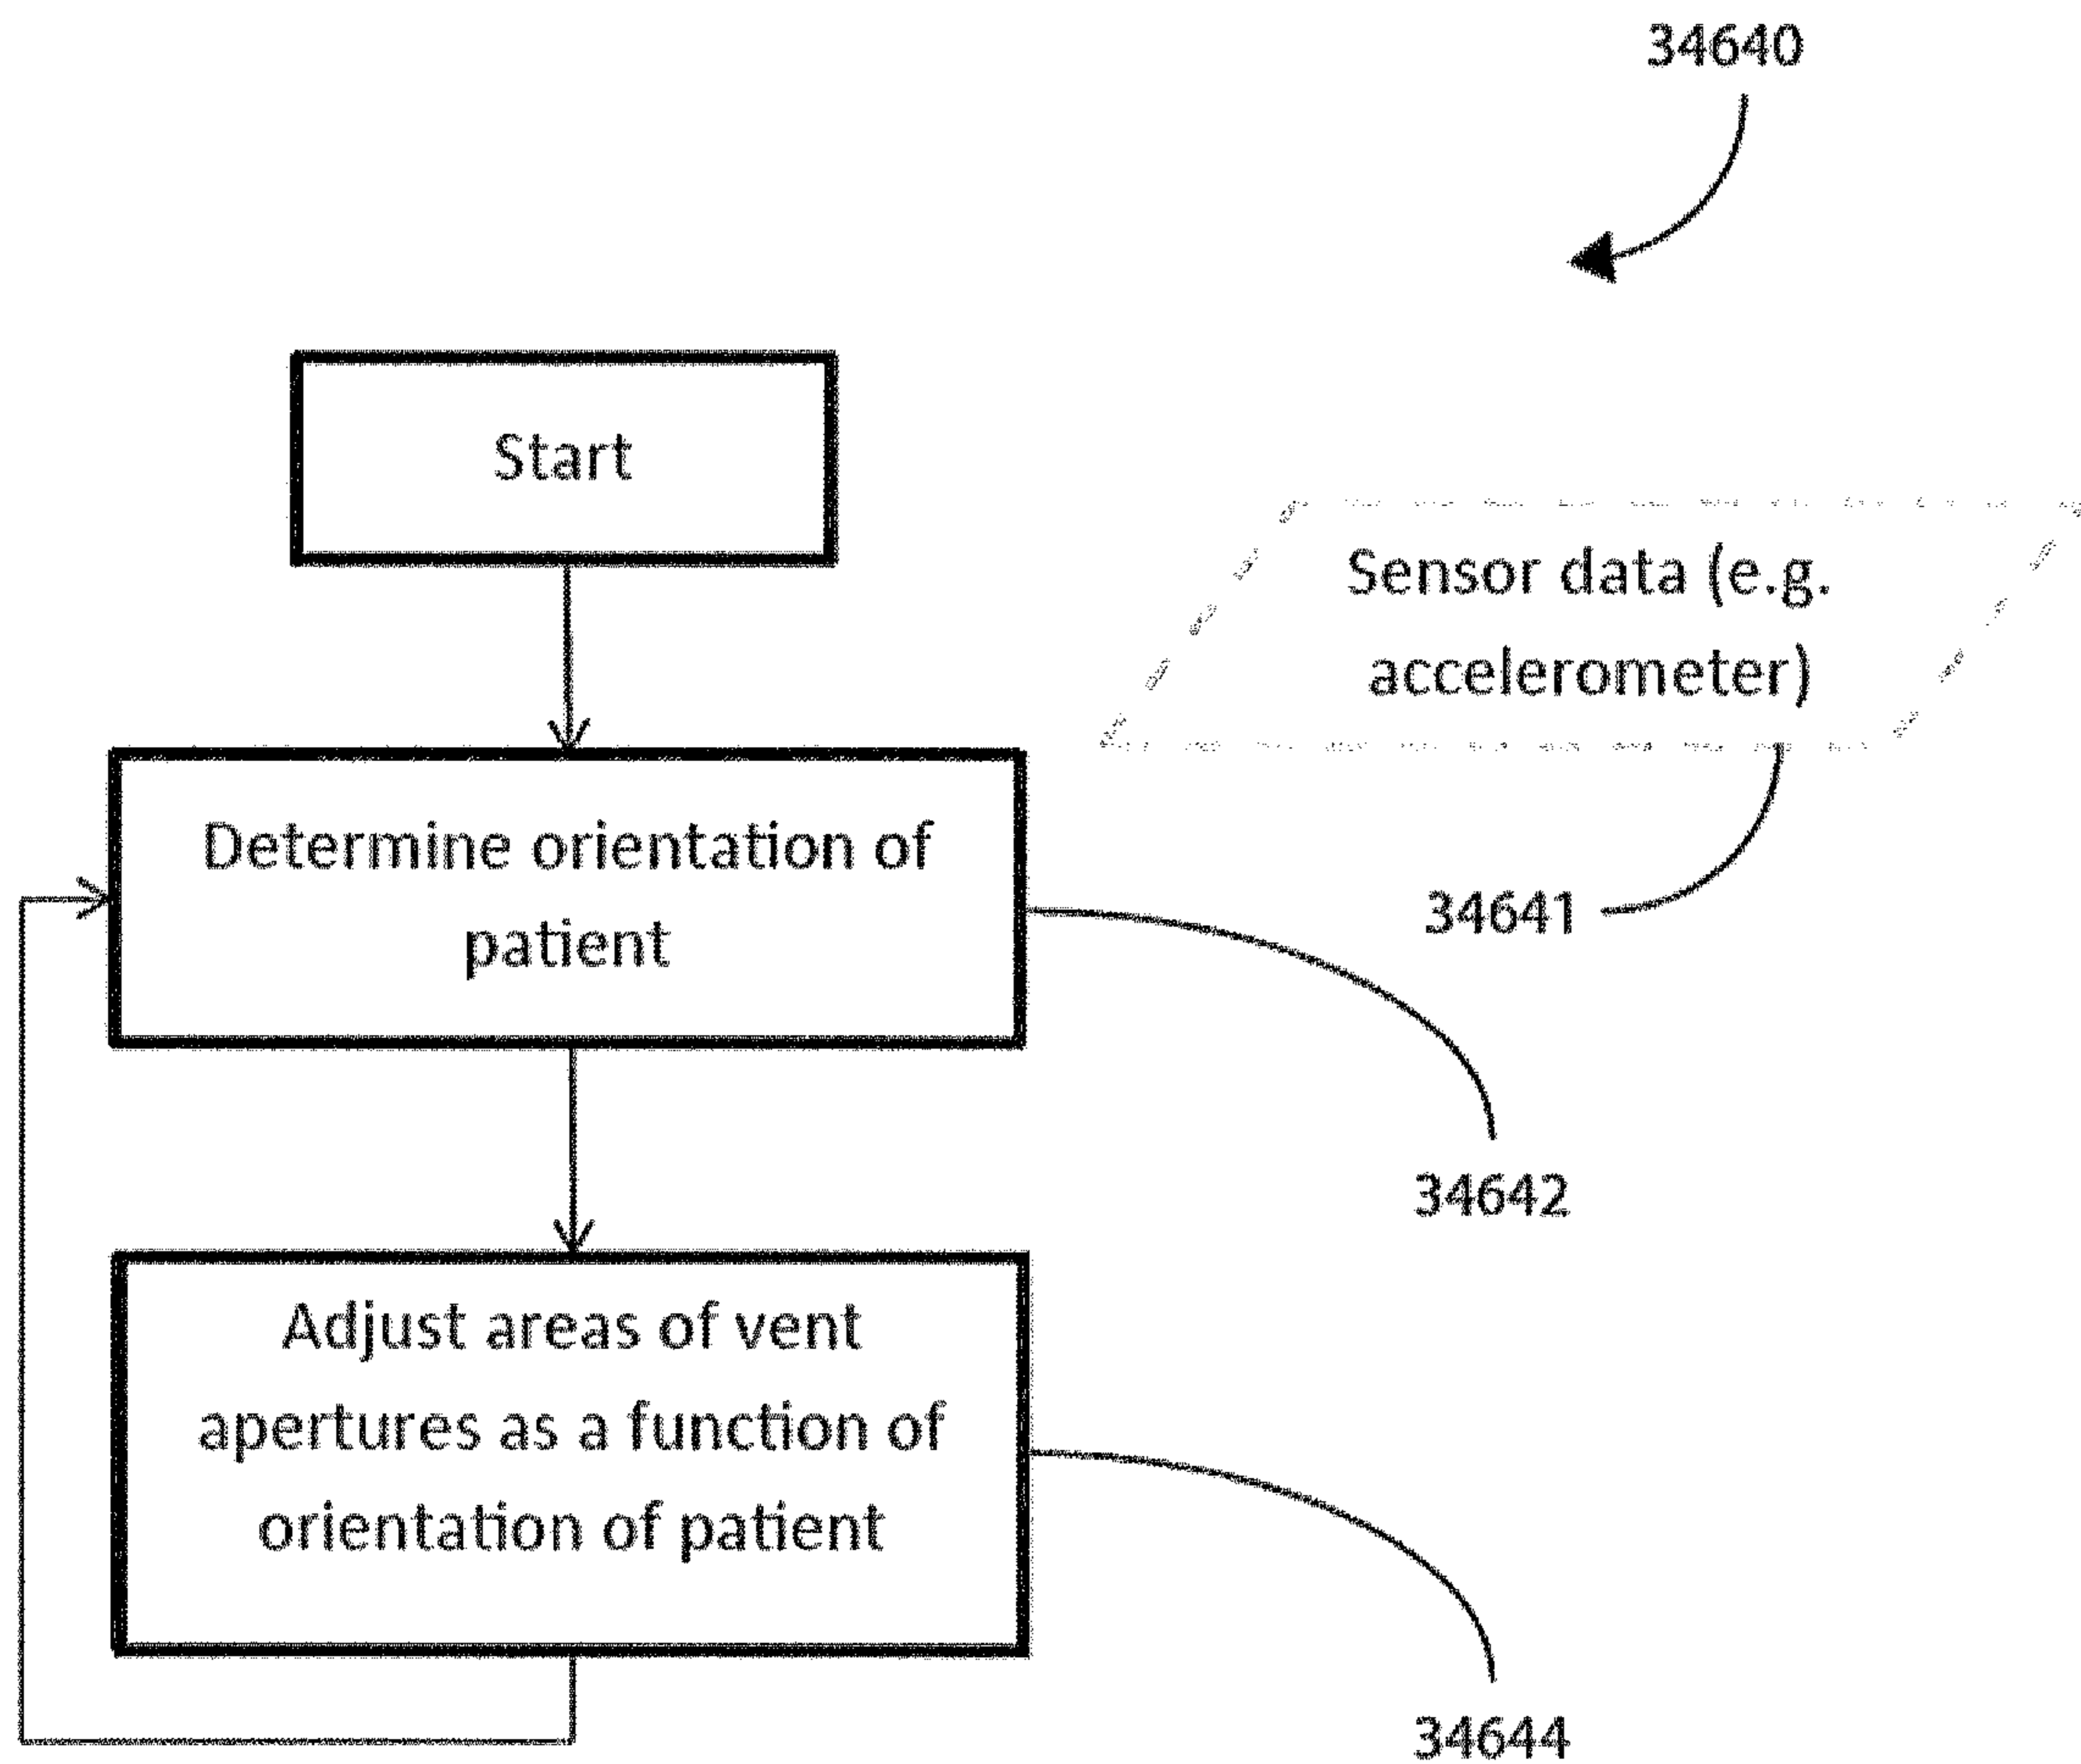 34640
Start
Sensor data (e.g.
accelerometer)
Determine orientation of
patient
34641
34642
Adjust areas of vent
apertures as a function of
orientation of patient
34644